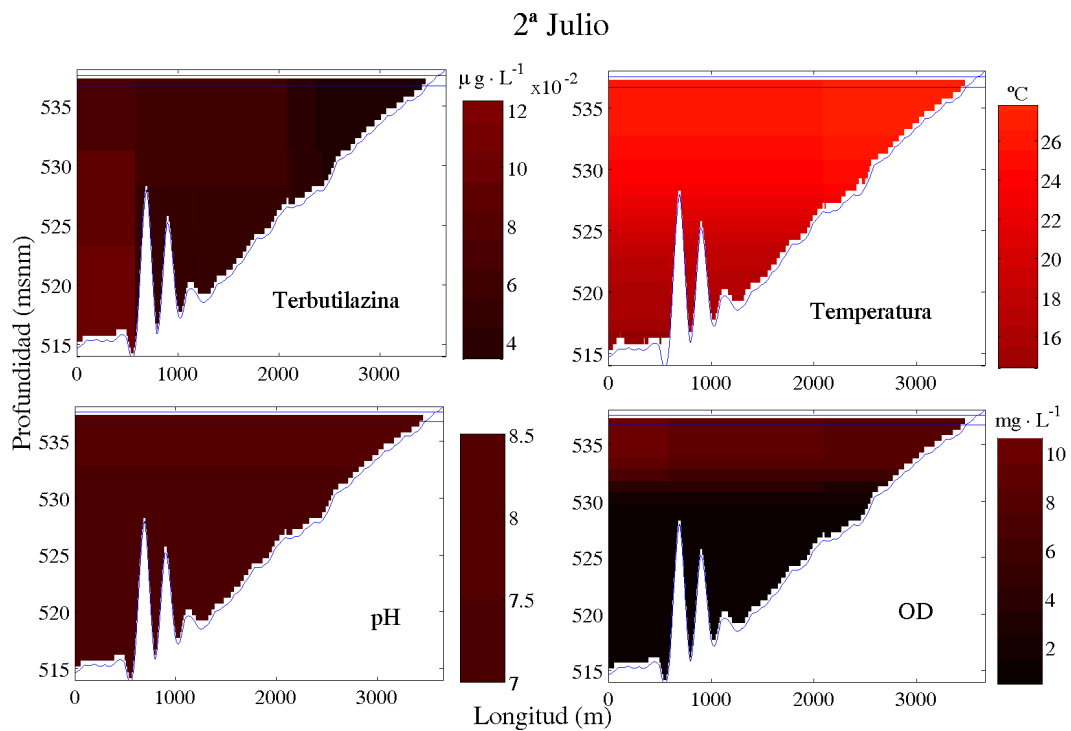 2ª Julio
μg · L⁻¹ x10⁻²
535
530
525
520
515
0 1000 2000 3000
Terbutilazina
12
10
8
6
4
ºC
535
530
525
520
515
0 1000 2000 3000
Temperatura
26
24
22
20
18
16
Profundidad (msnm)
535
530
525
520
515
0 1000 2000 3000
pH
8.5
8
7.5
7
mg · L⁻¹
535
530
525
520
515
0 1000 2000 3000
OD
10
8
6
4
2
Longitud (m)